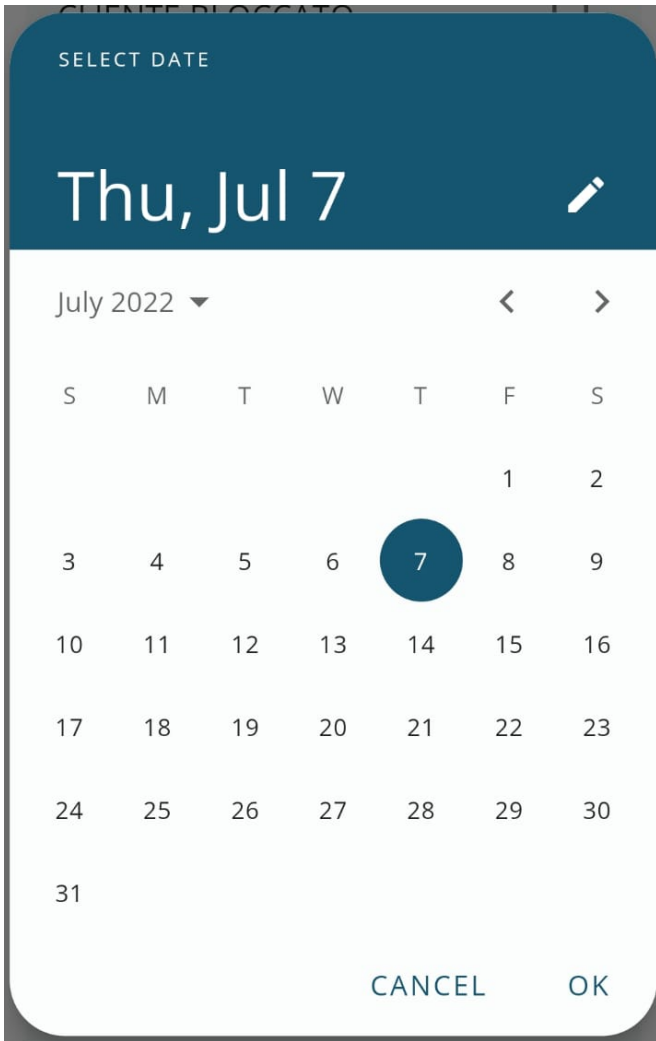 CLIENTE BLOCCATO
SELECT DATE
Thu, Jul 7
July 2022
S M T W T F S
1 2
3 4 5 6 7 8 9
10 11 12 13 14 15 16
17 18 19 20 21 22 23
24 25 26 27 28 29 30
31
CANCEL OK